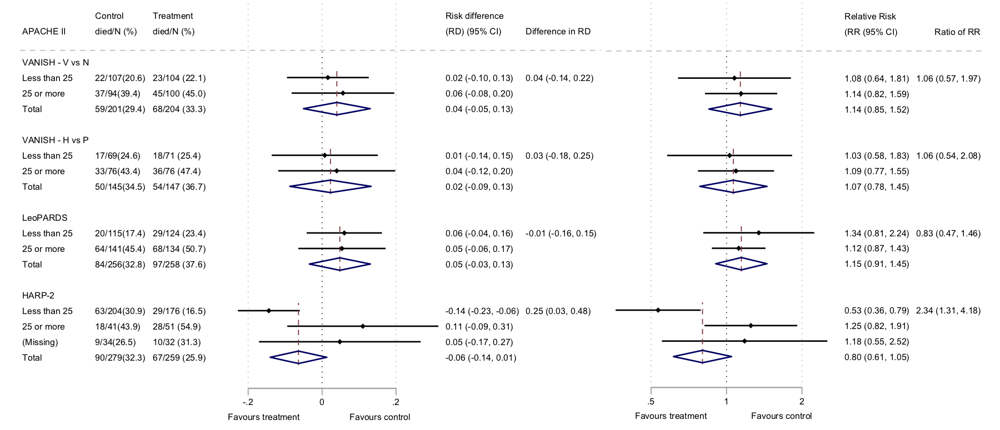 Control Treatment Risk difference Relative Risk
APACHE II died/N (%) died/N (%) (RD) (95% CI) Difference in RD (RR (95% CI) Ratio of RR
VANISH - V vs N
Less than 25 22/107(20.6) 23/104 (22.1) 0.02 (-0.10, 0.13) 0.04 (-0.14, 0.22) 1.08 (0.64, 1.81) 1.06 (0.57, 1.97)
25 or more 37/94(39.4) 45/100 (45.0) 0.06 (-0.08, 0.20) 1.14 (0.82, 1.59)
Total 59/201(29.4) 68/204 (33.3) 0.04 (-0.05, 0.13) 1.14 (0.85, 1.52)
VANISH - H vs P
Less than 25 17/69(24.6) 18/71 (25.4) 0.01 (-0.14, 0.15) 0.03 (-0.18, 0.25) 1.03 (0.58, 1.83) 1.06 (0.54, 2.08)
25 or more 33/76(43.4) 36/76 (47.4) 0.04 (-0.12, 0.20) 1.09 (0.77, 1.55)
Total 50/145(34.5) 54/147 (36.7) 0.02 (-0.09, 0.13) 1.07 (0.78, 1.45)
LeoPARDS
Less than 25 20/115(17.4) 29/124 (23.4) 0.06 (-0.04, 0.16) -0.01 (-0.16, 0.15) 1.34 (0.81, 2.24) 0.83 (0.47, 1.46)
25 or more 64/141(45.4) 68/134 (50.7) 0.05 (-0.06, 0.17) 1.12 (0.87, 1.43)
Total 84/256(32.8) 97/258 (37.6) 0.05 (-0.03, 0.13) 1.15 (0.91, 1.45)
HARP-2
Less than 25 63/204(30.9) 29/176 (16.5) -0.14 (-0.23, -0.06) 0.25 (0.03, 0.48) 0.53 (0.36, 0.79) 2.34 (1.31, 4.18)
25 or more 18/41(43.9) 28/51 (54.9) 0.11 (-0.09, 0.31) 1.25 (0.82, 1.91)
(Missing) 9/34(26.5) 10/32 (31.3) 0.05 (-0.17, 0.27) 1.18 (0.55, 2.52)
Total 90/279(32.3) 67/259 (25.9) -0.06 (-0.14, 0.01) 0.80 (0.61, 1.05)
-.2 0 .2 .5 1 2
Favours treatment Favours control Favours treatment Favours control